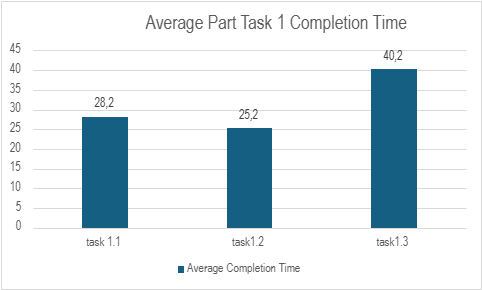 Average Part Task 1 Completion Time
45
40
35
30
25
20
15
10
5
0
28,2
25,2
40,2
task 1.1
task1.2
task1.3
Average Completion Time